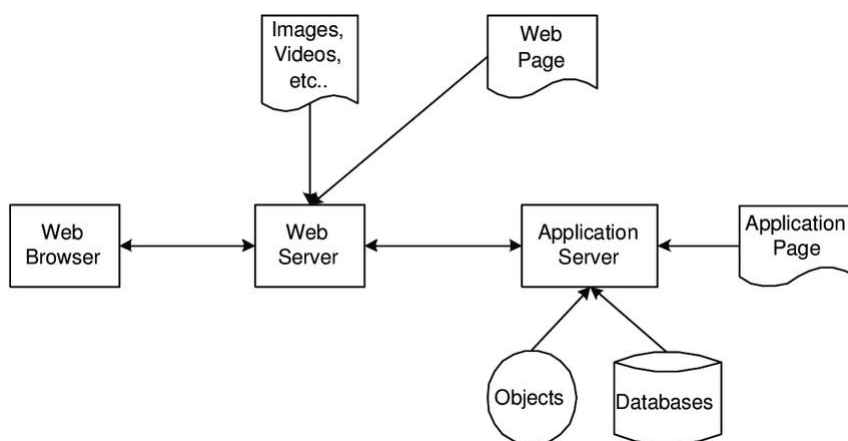 Images,
Videos,
etc..
Web
Page
Web
Browser
Web
Server
Application
Server
Application
Page
Objects
Databases